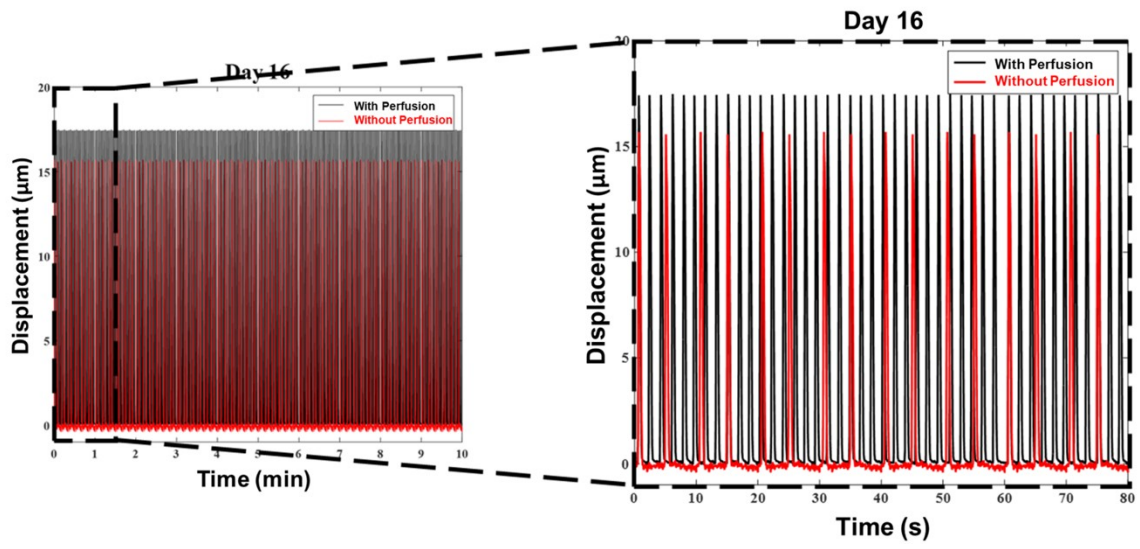 Day 16
20
15
10
5
0
Displacement (µm)
With Perfusion
Without Perfusion
0 1 2 3 4 5 6 7 8 9 10
Time (min)
Day 16
20
15
10
5
0
Displacement (µm)
With Perfusion
Without Perfusion
0 10 20 30 40 50 60 70 80
Time (s)